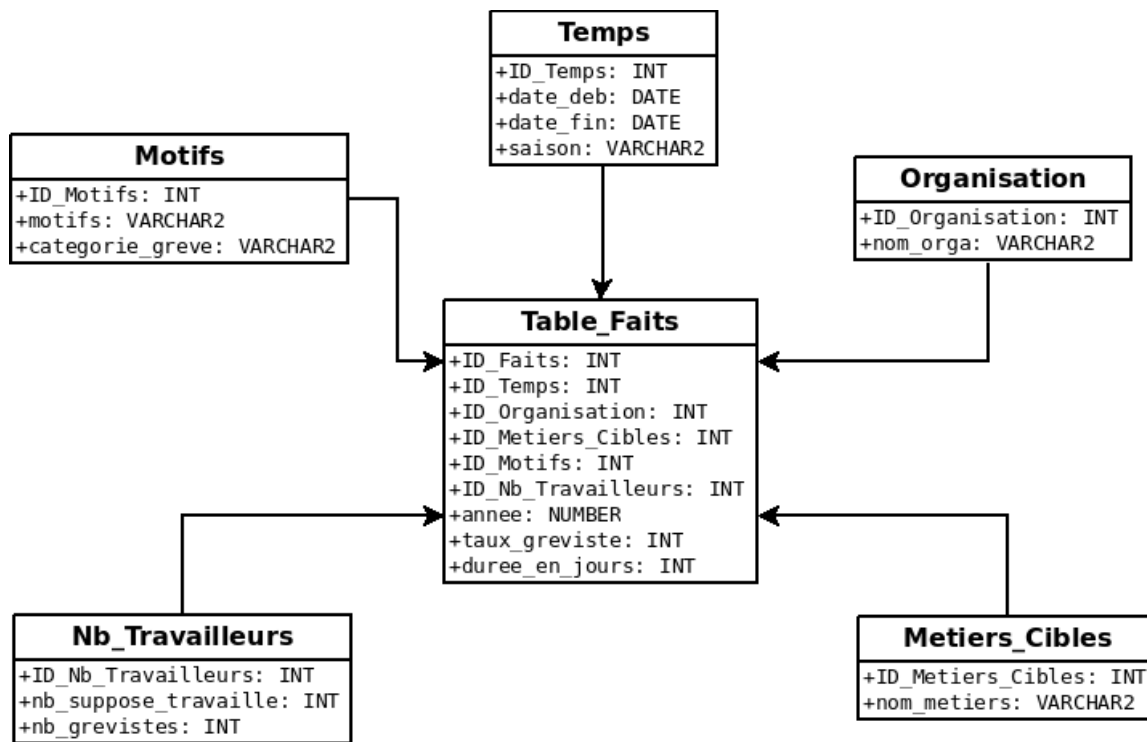 Temps
+ID_Temps: INT
+date_deb: DATE
+date_fin: DATE
+saison: VARCHAR2
Motifs
+ID_Motifs: INT
+motifs: VARCHAR2
+categorie_greve: VARCHAR2
Organisation
+ID_Organisation: INT
+nom_orga: VARCHAR2
Table_Faits
+ID_Faits: INT
+ID_Temps: INT
+ID_Organisation: INT
+ID_Metiers_Cibles: INT
+ID_Motifs: INT
+ID_Nb_Travailleurs: INT
+annee: NUMBER
+taux_greviste: INT
+duree_en_jours: INT
Nb_Travailleurs
+ID_Nb_Travailleurs: INT
+nb_suppose_travaille: INT
+nb_grevistes: INT
Metiers_Cibles
+ID_Metiers_Cibles: INT
+nom_metiers: VARCHAR2